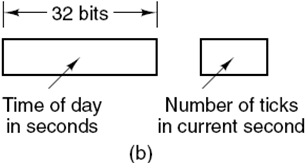 32 bits
Time of day
in seconds
Number of ticks
in current second
(b)